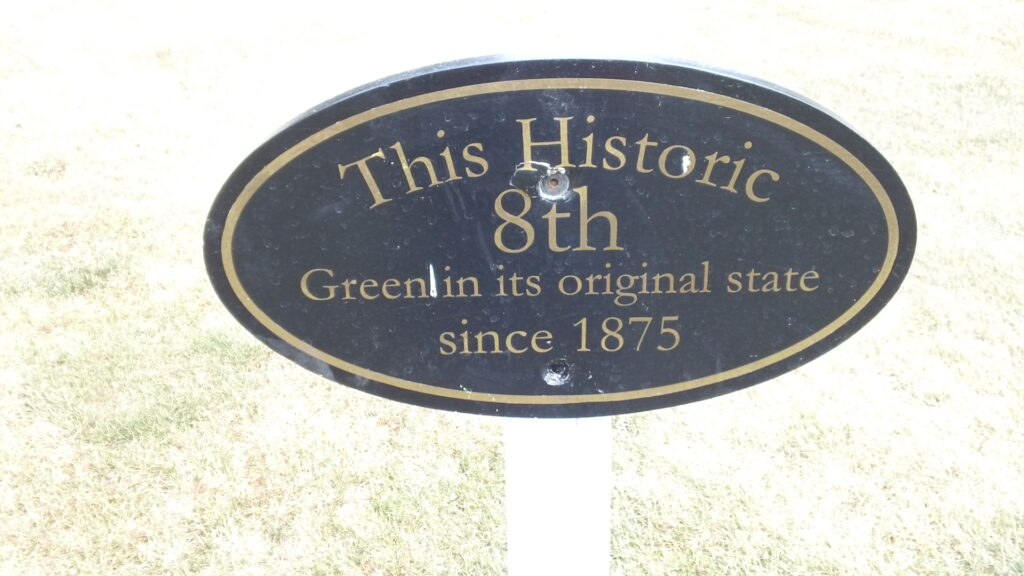 This Historic
8th
Green in its original state
since 1875